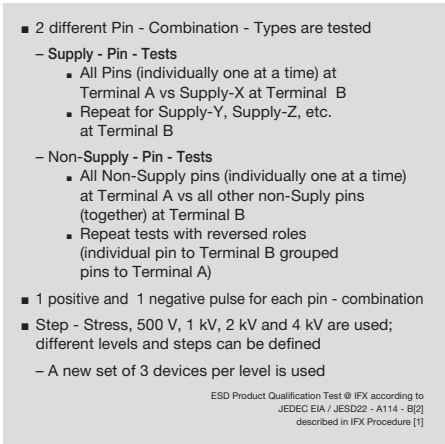 ■ 2 different Pin - Combination - Types are tested
– Supply - Pin - Tests
■ All Pins (individually one at a time) at
Terminal A vs Supply-X at Terminal B
■ Repeat for Supply-Y, Supply-Z, etc.
at Terminal B
– Non-Supply - Pin - Tests
■ All Non-Supply pins (individually one at a time)
at Terminal A vs all other non-Suply pins
(together) at Terminal B
■ Repeat tests with reversed roles
(individual pin to Terminal B grouped
pins to Terminal A)
■ 1 positive and 1 negative pulse for each pin - combination
■ Step - Stress, 500 V, 1 kV, 2 kV and 4 kV are used;
different levels and steps can be defined
– A new set of 3 devices per level is used
ESD Product Qualification Test @ IFX according to
JEDEC EIA / JESD22 - A114 - B[2]
described in IFX Procedure [1]